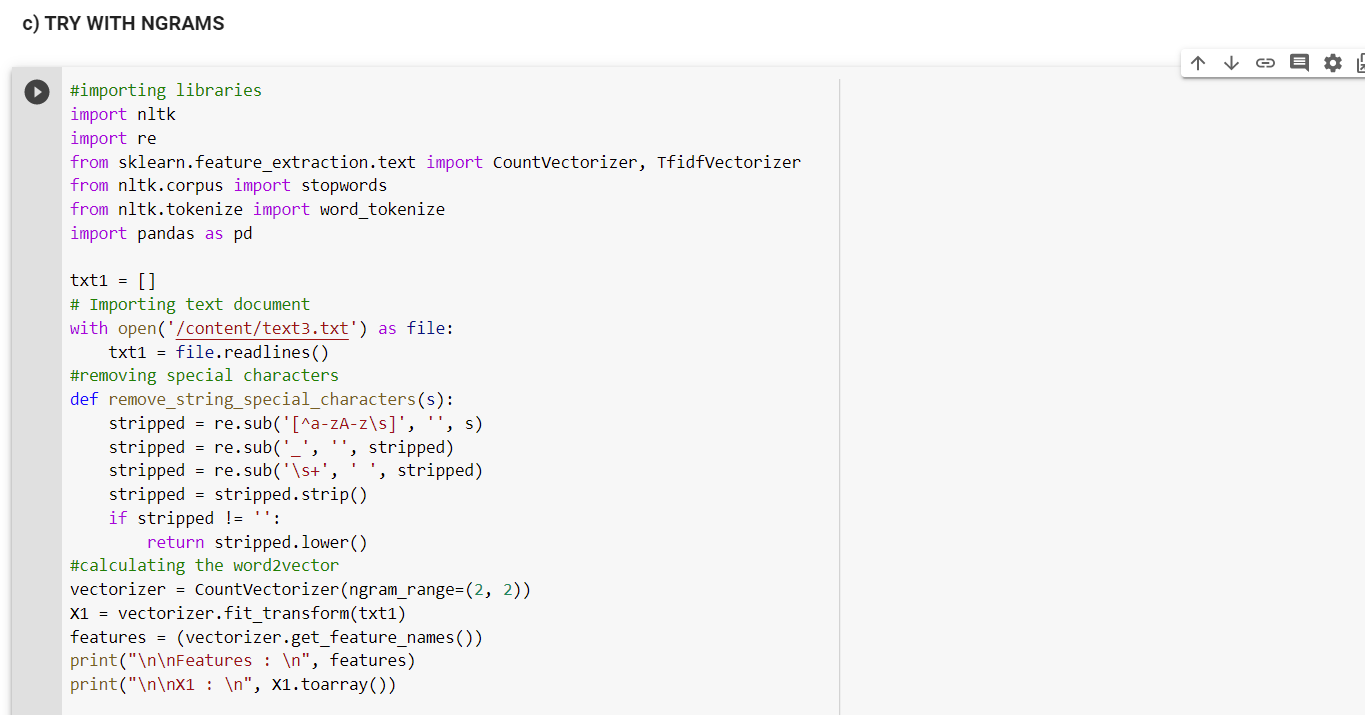 c) TRY WITH NGRAMS
#importing libraries
import nltk
import re
from sklearn.feature_extraction.text import CountVectorizer, TfidfVectorizer
from nltk.corpus import stopwords
from nltk.tokenize import word_tokenize
import pandas as pd

txt1 = []
# Importing text document
with open('/content/text3.txt') as file:
    txt1 = file.readlines()
#removing special characters
def remove_string_special_characters(s):
    stripped = re.sub('[^a-zA-z\s]', '', s)
    stripped = re.sub('_', '', stripped)
    stripped = re.sub('\s+', ' ', stripped)
    stripped = stripped.strip()
    if stripped != '':
        return stripped.lower()
#calculating the word2vector
vectorizer = CountVectorizer(ngram_range=(2, 2))
X1 = vectorizer.fit_transform(txt1)
features = (vectorizer.get_feature_names())
print("\n\nFeatures : \n", features)
print("\n\nX1 : \n", X1.toarray())